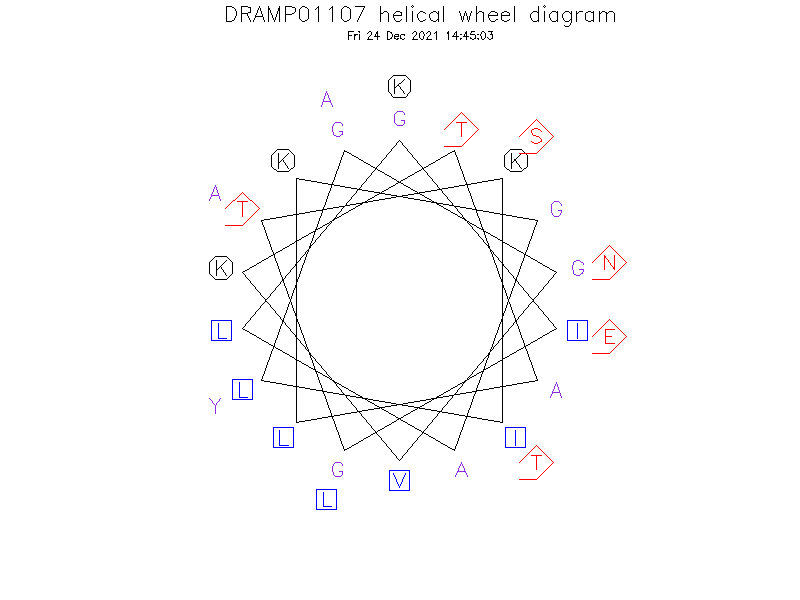 DRAMP01107 helical wheel diagram
Fri 24 Dec 2021 14:45:03
K
A
G
G
T
S
K
K
A
T
G
K
G
N
L
I
E
Y
L
A
L
I
T
G
V
A
L